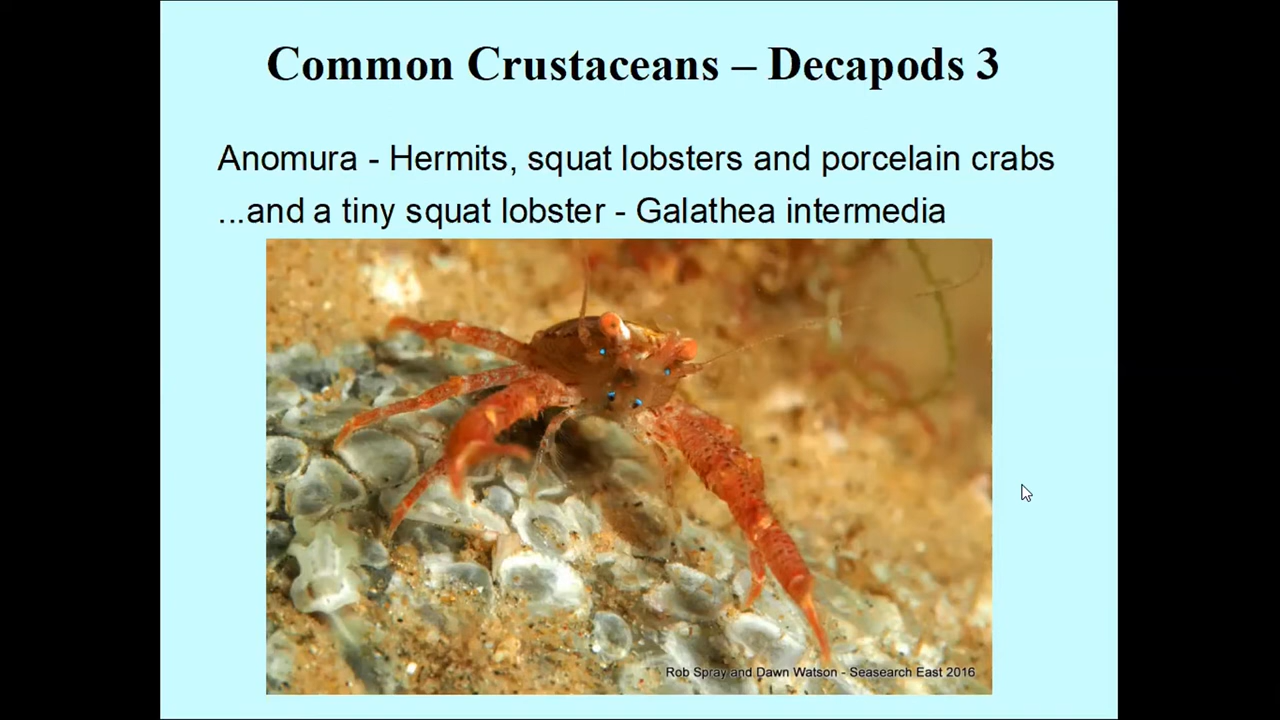 Common Crustaceans – Decapods 3
Anomura - Hermits, squat lobsters and porcelain crabs
...and a tiny squat lobster - Galathea intermedia
Rob Spray and Dawn Watson - Seasearch East 2016